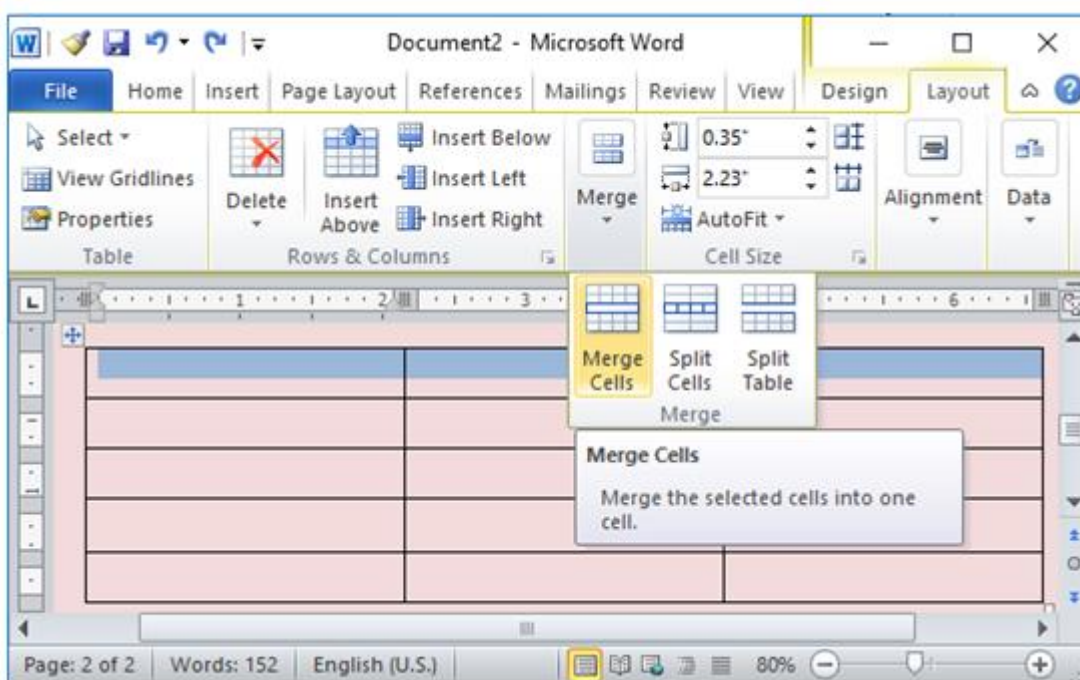 Document2 - Microsoft Word
File Home Insert Page Layout References Mailings Review View Design Layout
Select
View Gridlines
Properties
Table
Delete
Insert
Above
Insert Below
Insert Left
Insert Right
Rows & Columns
Merge
0.35"
2.23"
AutoFit
Cell Size
Alignment
Data
1 2 3 6
Merge
Cells
Split
Cells
Split
Table
Merge
Merge Cells
Merge the selected cells into one
cell.
Page: 2 of 2 Words: 152 English (U.S.) 80%